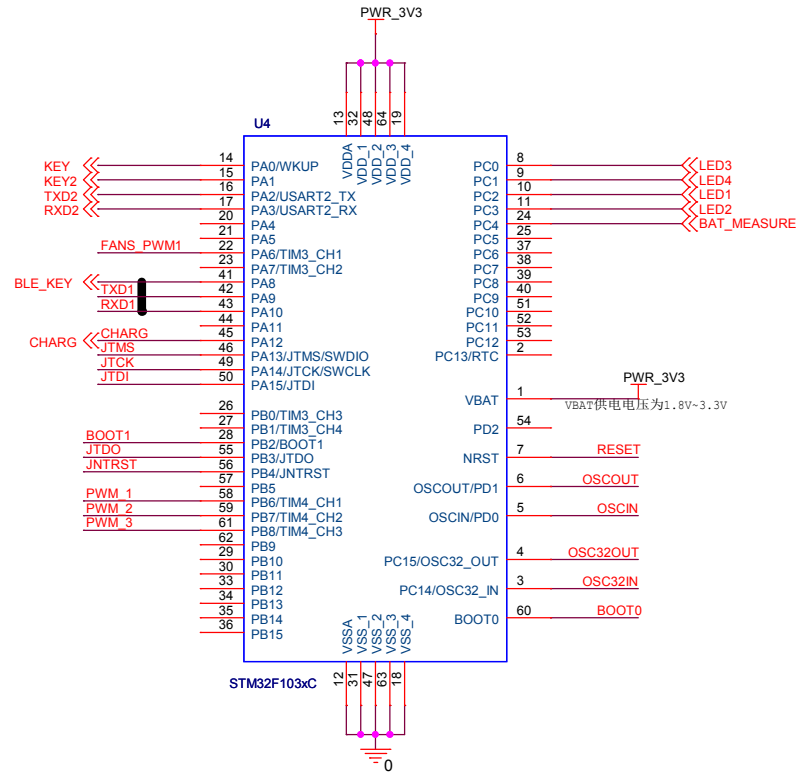 PWR_3V3
13 32 48 64 19
U4
VDDA VDD_1 VDD_2 VDD_3 VDD_4
KEY 14 PA0/WKUP PC0 8 LED3
KEY2 15 PA1 PC1 9 LED4
TXD2 16 PA2/USART2_TX PC2 10 LED1
RXD2 17 PA3/USART2_RX PC3 11 LED2
20 PA4 PC4 24 BAT_MEASURE
21 PA5 PC5 25
FANS_PWM1 22 PA6/TIM3_CH1 PC6 37
23 PA7/TIM3_CH2 PC7 38
BLE_KEY 41 PA8 PC8 39
TXD1 42 PA9 PC9 40
RXD1 43 PA10 PC10 51
44 PA11 PC11 52
CHARG CHARG 45 PA12 PC12 53
JTMS 46 PA13/JTMS/SWDIO PC13/RTC 2
JTCK 49 PA14/JTCK/SWCLK
JTDI 50 PA15/JTDI
PWR_3V3
VBAT 1
VBAT供电电压为1.8V~3.3V
26 PB0/TIM3_CH3
27 PB1/TIM3_CH4 PD2 54
BOOT1 28 PB2/BOOT1
JTDO 55 PB3/JTDO NRST 7 RESET
JNTRST 56 PB4/JNTRST
57 PB5 OSCOUT/PD1 6 OSCOUT
PWM_1 58 PB6/TIM4_CH1
PWM_2 59 PB7/TIM4_CH2 OSCIN/PD0 5 OSCIN
PWM_3 61 PB8/TIM4_CH3
62 PB9
29 PB10 PC15/OSC32_OUT 4 OSC32OUT
30 PB11
33 PB12 PC14/OSC32_IN 3 OSC32IN
34 PB13
35 PB14 BOOT0 60 BOOT0
36 PB15
VSSA VSS_1 VSS_2 VSS_3 VSS_4
STM32F103xC
12 31 47 63 18
0